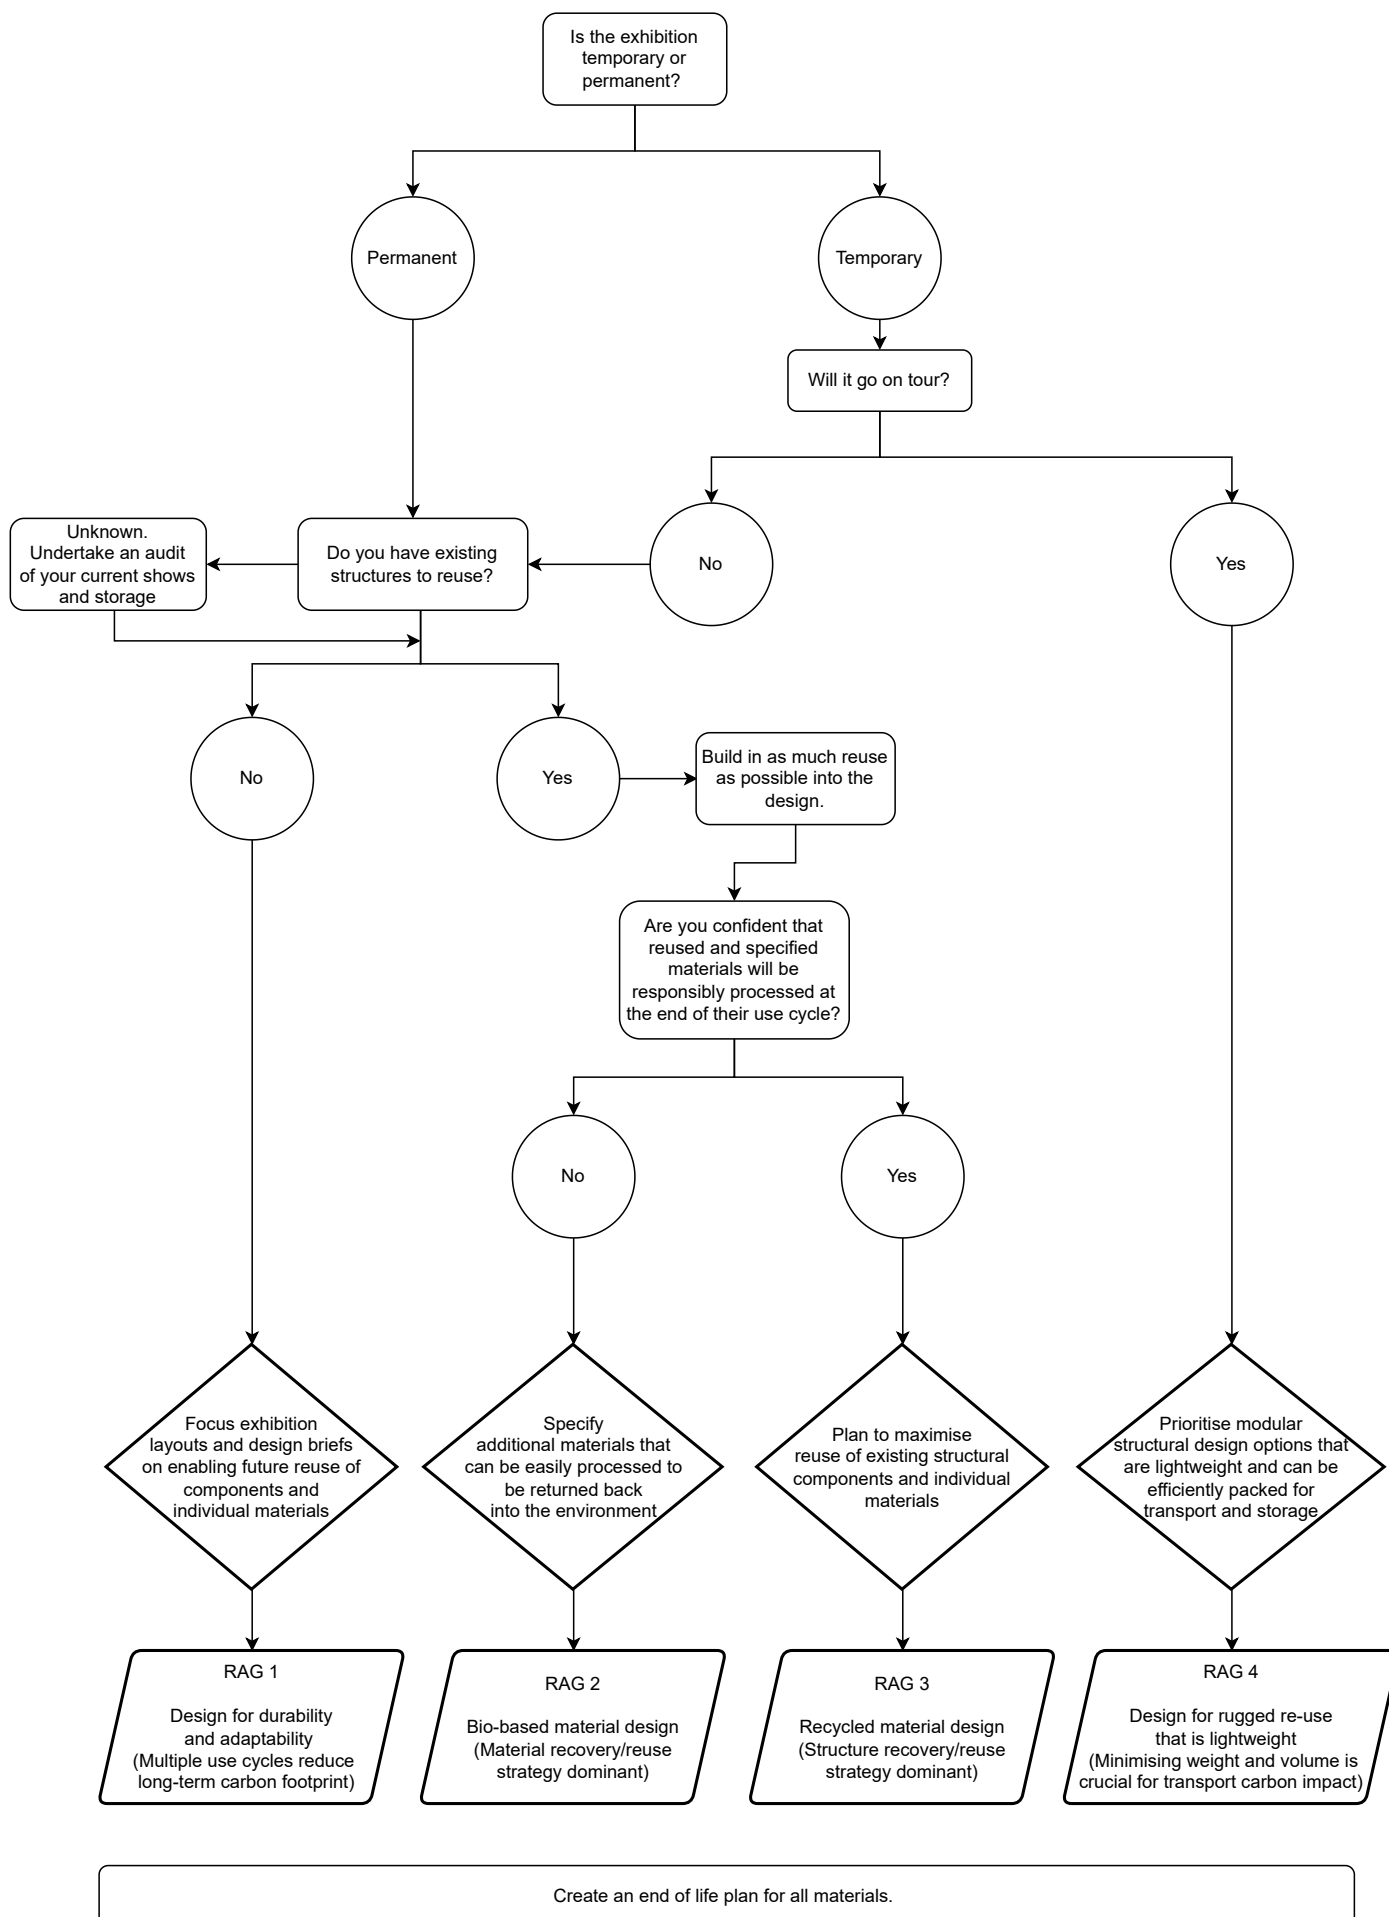 Is the exhibition
temporary or
permanent?
Permanent
Temporary
Will it go on tour?
Unknown.
Undertake an audit
of your current shows
and storage
Do you have existing
structures to reuse?
No
Yes
No
Yes
Build in as much reuse
as possible into the
design.
Are you confident that
reused and specified
materials will be
responsibly processed at
the end of their use cycle?
No
Yes
Focus exhibition
layouts and design briefs
on enabling future reuse of
components and
individual materials
Specify
additional materials that
can be easily processed to
be returned back
into the environment
Plan to maximise
reuse of existing structural
components and individual
materials
Prioritise modular
structural design options that
are lightweight and can be
efficiently packed for
transport and storage
RAG 1
Design for durability
and adaptability
(Multiple use cycles reduce
long-term carbon footprint)
RAG 2
Bio-based material design
(Material recovery/reuse
strategy dominant)
RAG 3
Recycled material design
(Structure recovery/reuse
strategy dominant)
RAG 4
Design for rugged re-use
that is lightweight
(Minimising weight and volume is
crucial for transport carbon impact)
Create an end of life plan for all materials.